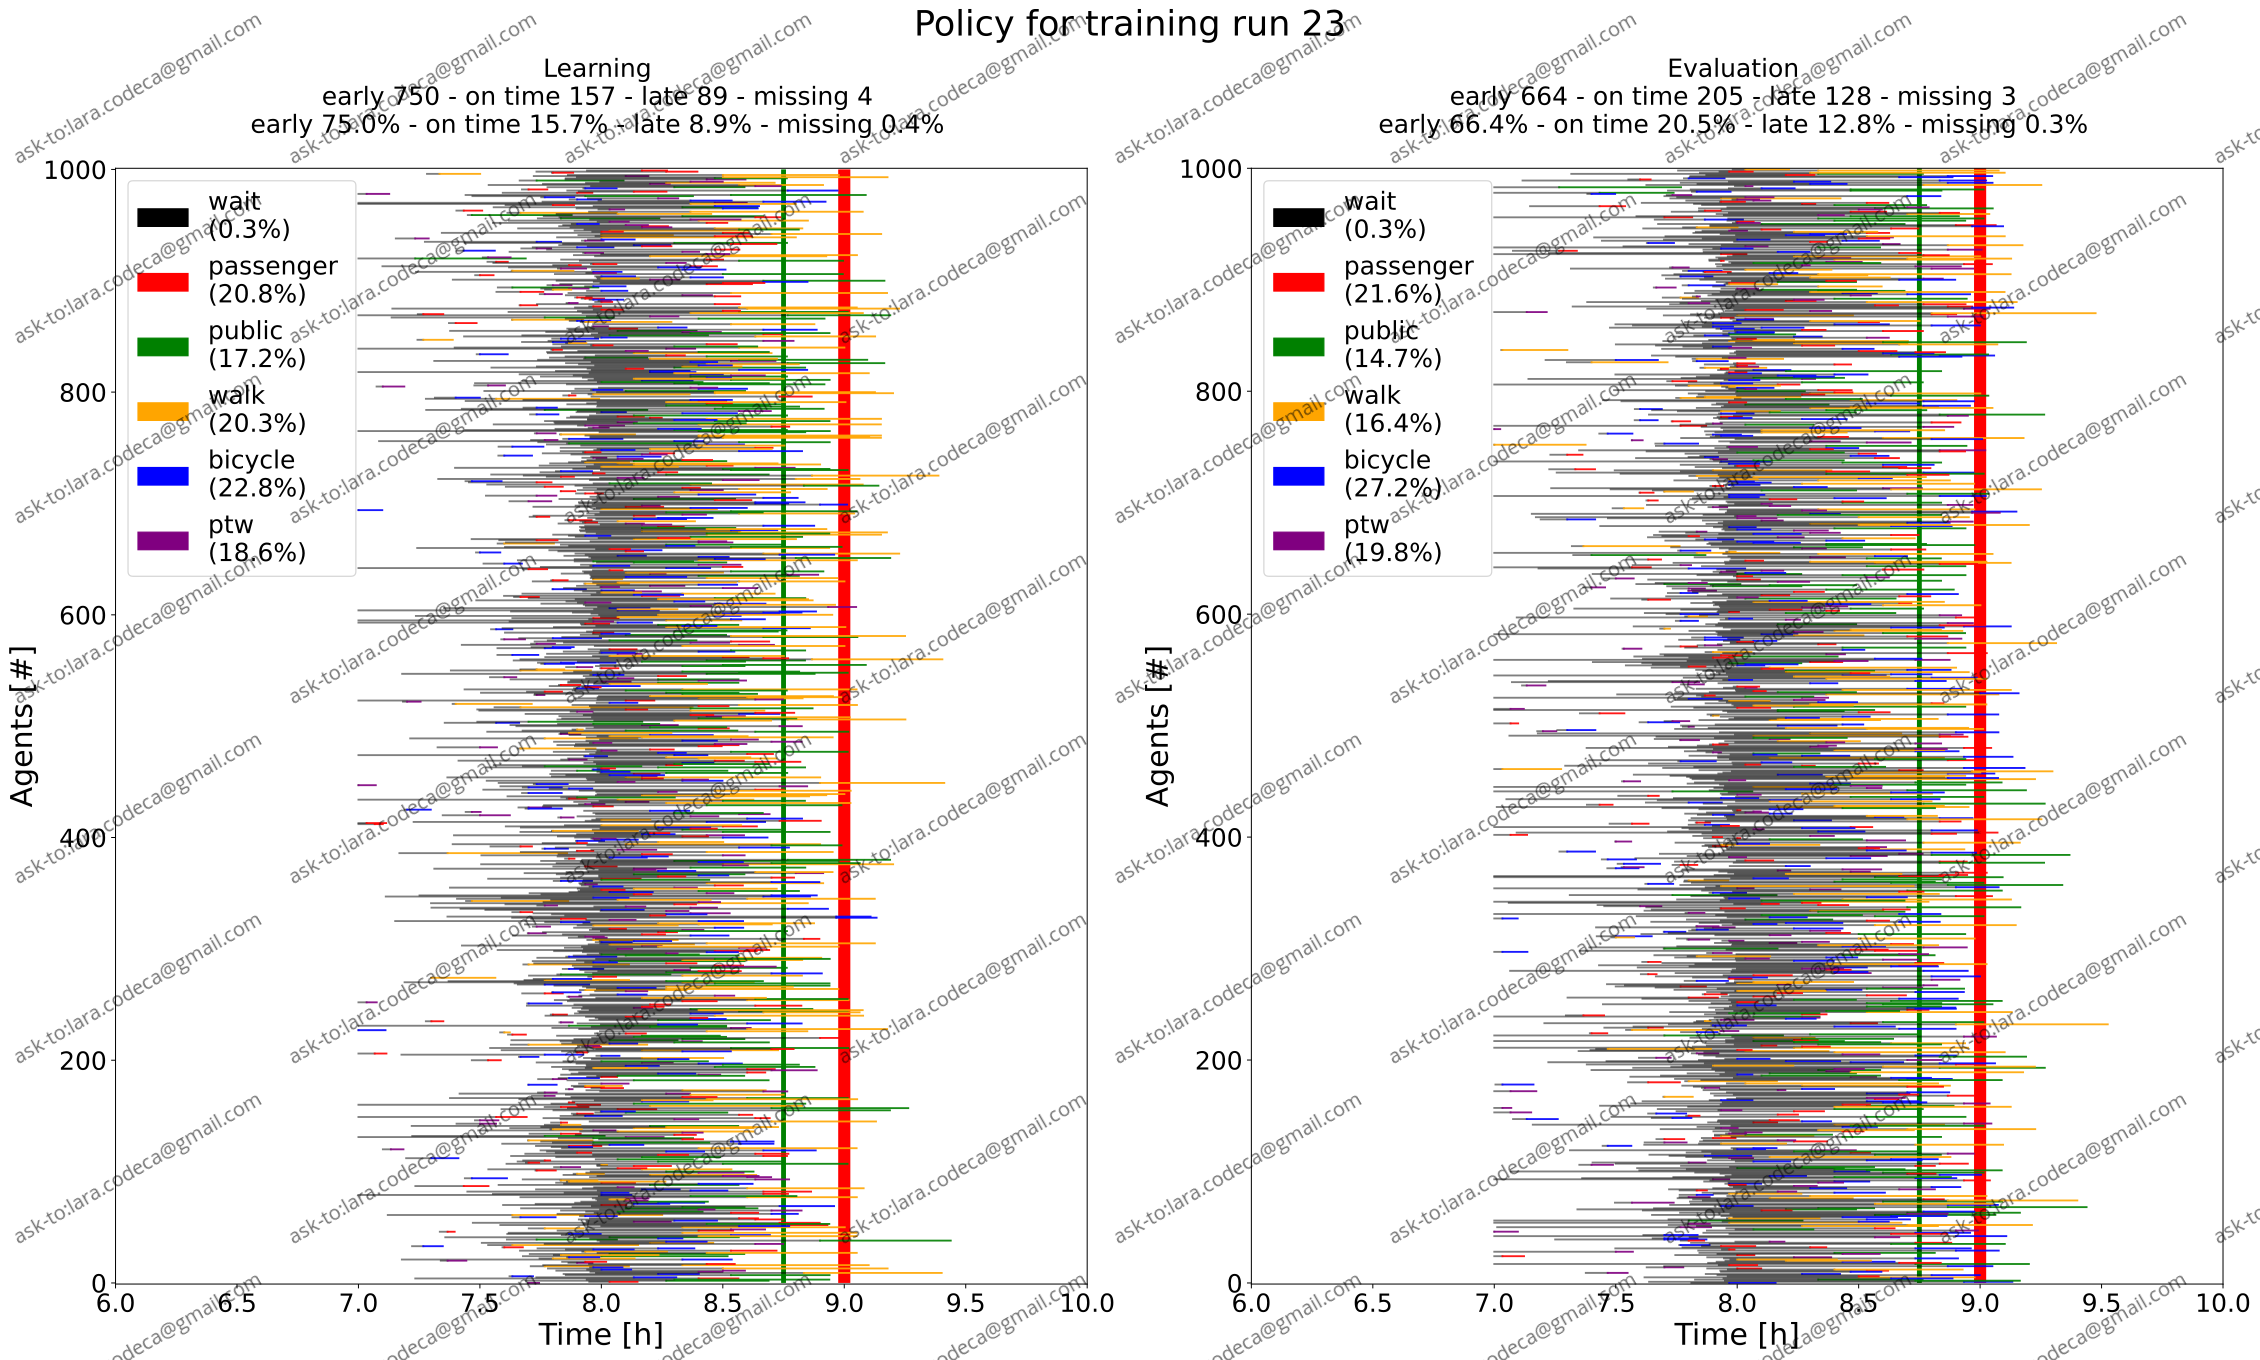 Policy for training run 23
Learning
early 750 - on time 157 - late 89 - missing 4
early 75.0% - on time 15.7% - late 8.9% - missing 0.4%
1000
800
600
400
200
0
Agents [#]
wait
(0.3%)
passenger
(20.8%)
public
(17.2%)
walk
(20.3%)
bicycle
(22.8%)
ptw
(18.6%)
6.0 6.5 7.0 7.5 8.0 8.5 9.0 9.5 10.0
Time [h]
Evaluation
early 664 - on time 205 - late 128 - missing 3
early 66.4% - on time 20.5% - late 12.8% - missing 0.3%
1000
800
600
400
200
0
Agents [#]
wait
(0.3%)
passenger
(21.6%)
public
(14.7%)
walk
(16.4%)
bicycle
(27.2%)
ptw
(19.8%)
6.0 6.5 7.0 7.5 8.0 8.5 9.0 9.5 10.0
Time [h]
ask-to:lara.codeca@gmail.com